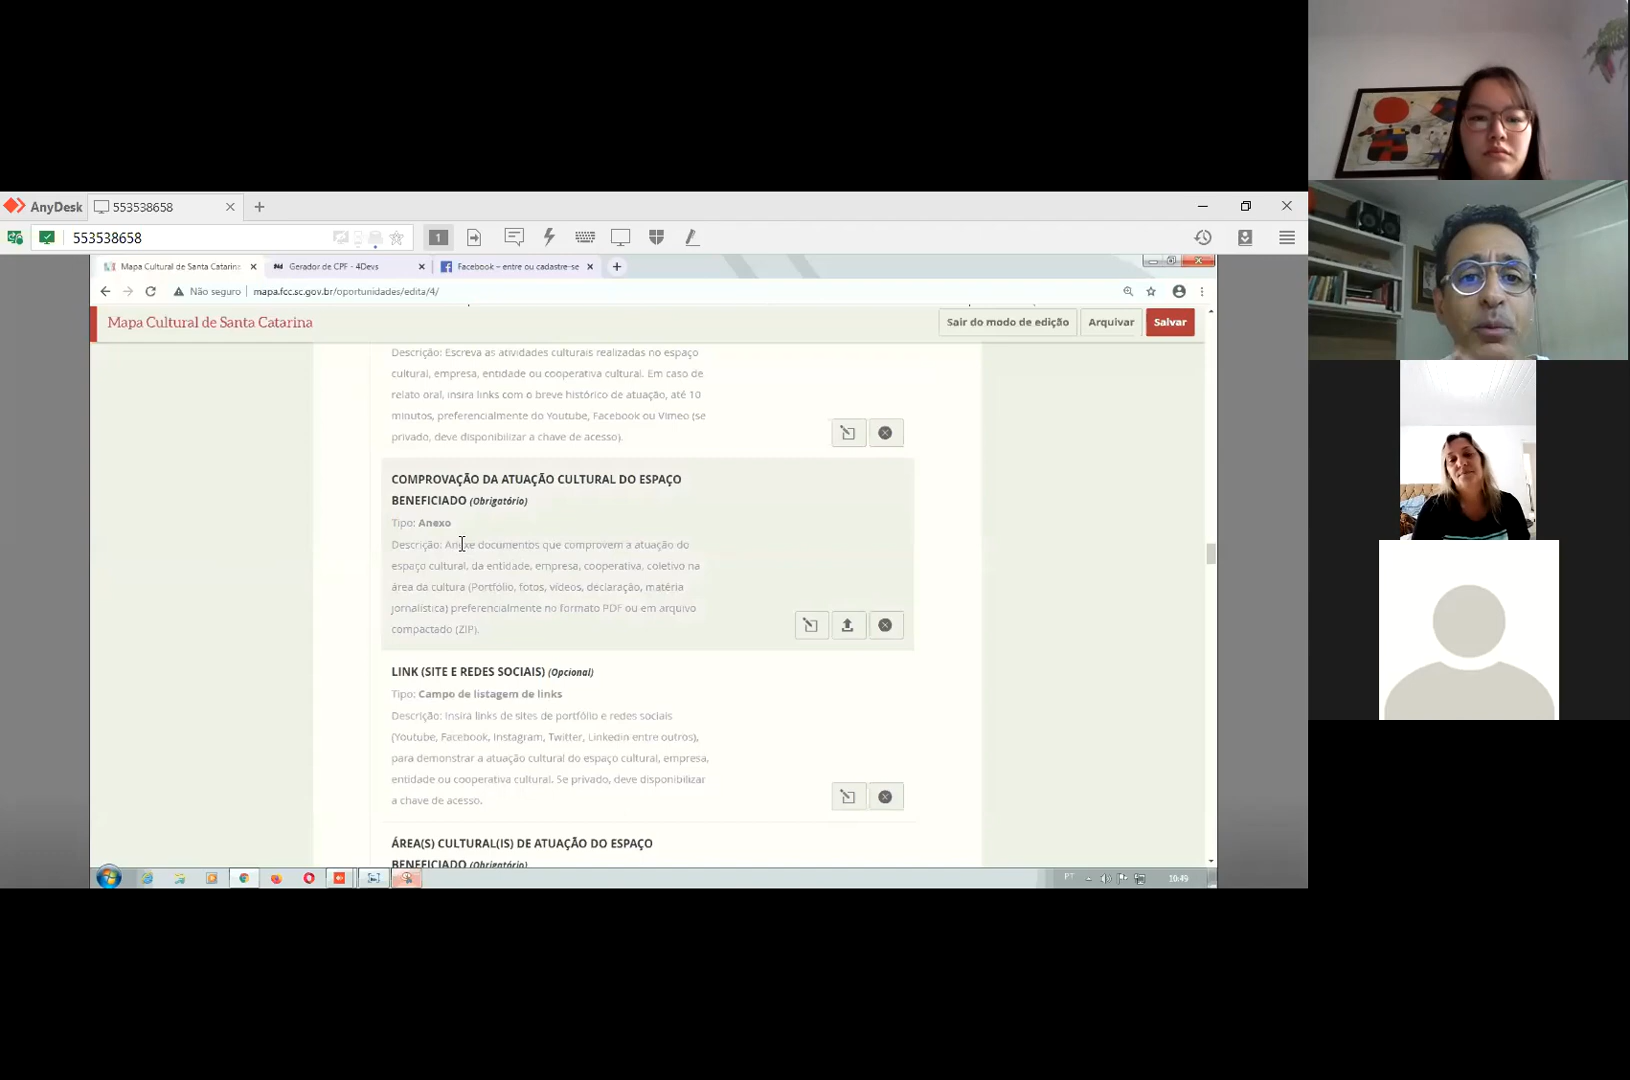 AnyDesk
553538658
553538658
1
Mapa Cultural de Santa Catarina
Gerador de CPF - 4Devs
Facebook – entre ou cadastre-se
Não seguro
mapa.fcc.sc.gov.br/oportunidades/edita/4/
Mapa Cultural de Santa Catarina
Sair do modo de edição
Arquivar
Salvar
Descrição: Escreva as atividades culturais realizadas no espaço
cultural, empresa, entidade ou cooperativa cultural. Em caso de
relato oral, insira links com o breve histórico de atuação, até 10
minutos, preferencialmente do Youtube, Facebook ou Vimeo (se
privado, deve disponibilizar a chave de acesso).
COMPROVAÇÃO DA ATUAÇÃO CULTURAL DO ESPAÇO
BENEFICIADO (Obrigatório)
Tipo: Anexo
Descrição: Anexe documentos que comprovem a atuação do
espaço cultural, da entidade, empresa, cooperativa, coletivo na
área da cultura (Portfólio, fotos, vídeos, declaração, matéria
jornalística) preferencialmente no formato PDF ou em arquivo
compactado (ZIP).
LINK (SITE E REDES SOCIAIS) (Opcional)
Tipo: Campo de listagem de links
Descrição: Insira links de sites de portfólio e redes sociais
(Youtube, Facebook, Instagram, Twitter, Linkedin entre outros),
para demonstrar a atuação cultural do espaço cultural, empresa,
entidade ou cooperativa cultural. Se privado, deve disponibilizar
a chave de acesso.
ÁREA(S) CULTURAL(IS) DE ATUAÇÃO DO ESPAÇO
BENEFICIADO (Obrigatório)
PT
10:49